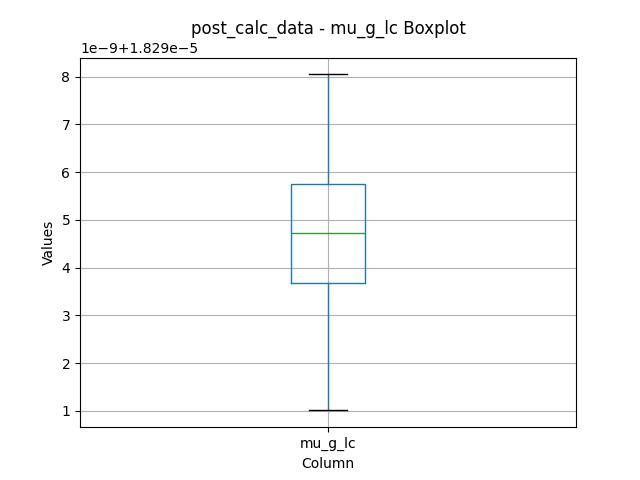 post_calc_data - mu_g_lc Boxplot
1e−9+1.829e−5
8
7
6
5
4
3
2
1
Values
mu_g_lc
Column